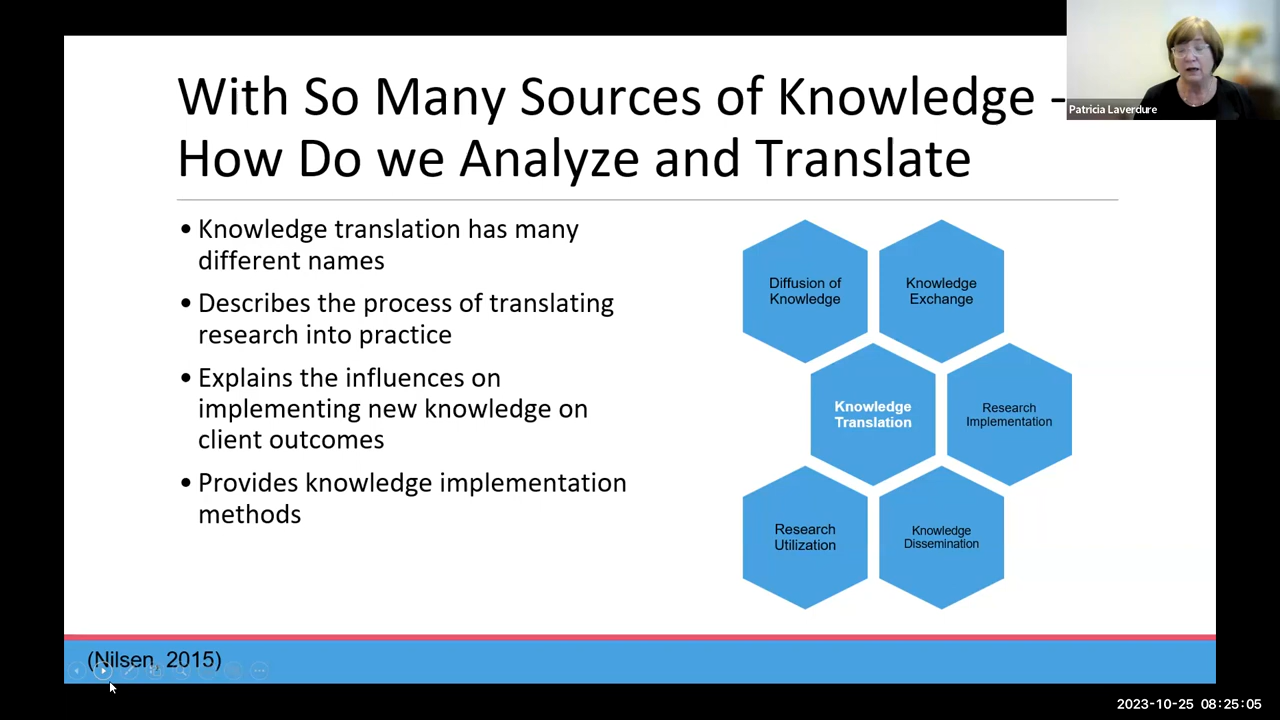 With So Many Sources of Knowledge -
How Do we Analyze and Translate
• Knowledge translation has many
different names
• Describes the process of translating
research into practice
• Explains the influences on
implementing new knowledge on
client outcomes
• Provides knowledge implementation
methods
Diffusion of
Knowledge
Knowledge
Exchange
Knowledge
Translation
Research
Implementation
Research
Utilization
Knowledge
Dissemination
(Nilsen, 2015)
Patricia Laverdure
2023-10-25 08:25:05